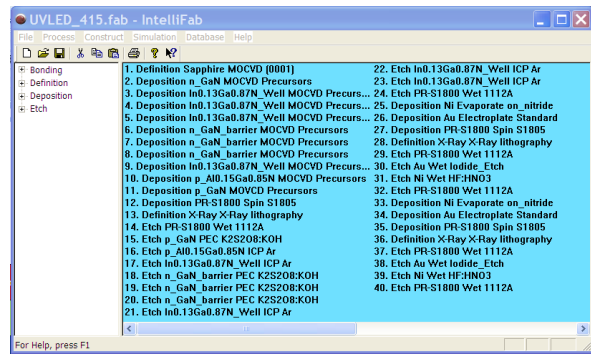 UVLED_415.fab - IntelliFab
File Process Construct Simulation Database Help
Bonding
Definition
Deposition
Etch
1. Definition Sapphire MOCVD (0001)
2. Deposition n_GaN MOCVD Precursors
3. Deposition In0.13Ga0.87N_Well MOCVD Precurs...
4. Deposition In0.13Ga0.87N_Well MOCVD Precurs...
5. Deposition In0.13Ga0.87N_Well MOCVD Precurs...
6. Deposition n_GaN_barrier MOCVD Precursors
7. Deposition n_GaN_barrier MOCVD Precursors
8. Deposition n_GaN_barrier MOCVD Precursors
9. Deposition In0.13Ga0.87N_Well MOCVD Precurs...
10. Deposition p_Al0.15Ga0.85N MOCVD Precursors
11. Deposition p_GaN MOVCD Precursors
12. Deposition PR-S1800 Spin S1805
13. Definition X-Ray X-Ray lithography
14. Etch PR-S1800 Wet 1112A
15. Etch p_GaN PEC K2S2O8:KOH
16. Etch p_Al0.15Ga0.85N ICP Ar
17. Etch In0.13Ga0.87N_Well ICP Ar
18. Etch n_GaN_barrier PEC K2S2O8:KOH
19. Etch n_GaN_barrier PEC K2S2O8:KOH
20. Etch n_GaN_barrier PEC K2S2O8:KOH
21. Etch In0.13Ga0.87N_Well ICP Ar
22. Etch In0.13Ga0.87N_Well ICP Ar
23. Etch In0.13Ga0.87N_Well ICP Ar
24. Etch PR-S1800 Wet 1112A
25. Deposition Ni Evaporate on_nitride
26. Deposition Au Electroplate Standard
27. Deposition PR-S1800 Spin S1805
28. Definition X-Ray X-Ray lithography
29. Etch PR-S1800 Wet 1112A
30. Etch Au Wet Iodide_Etch
31. Etch Ni Wet HF:HNO3
32. Etch PR-S1800 Wet 1112A
33. Deposition Ni Evaporate on_nitride
34. Deposition Au Electroplate Standard
35. Deposition PR-S1800 Spin S1805
36. Definition X-Ray X-Ray lithography
37. Etch PR-S1800 Wet 1112A
38. Etch Au Wet Iodide_Etch
39. Etch Ni Wet HF:HNO3
40. Etch PR-S1800 Wet 1112A
For Help, press F1